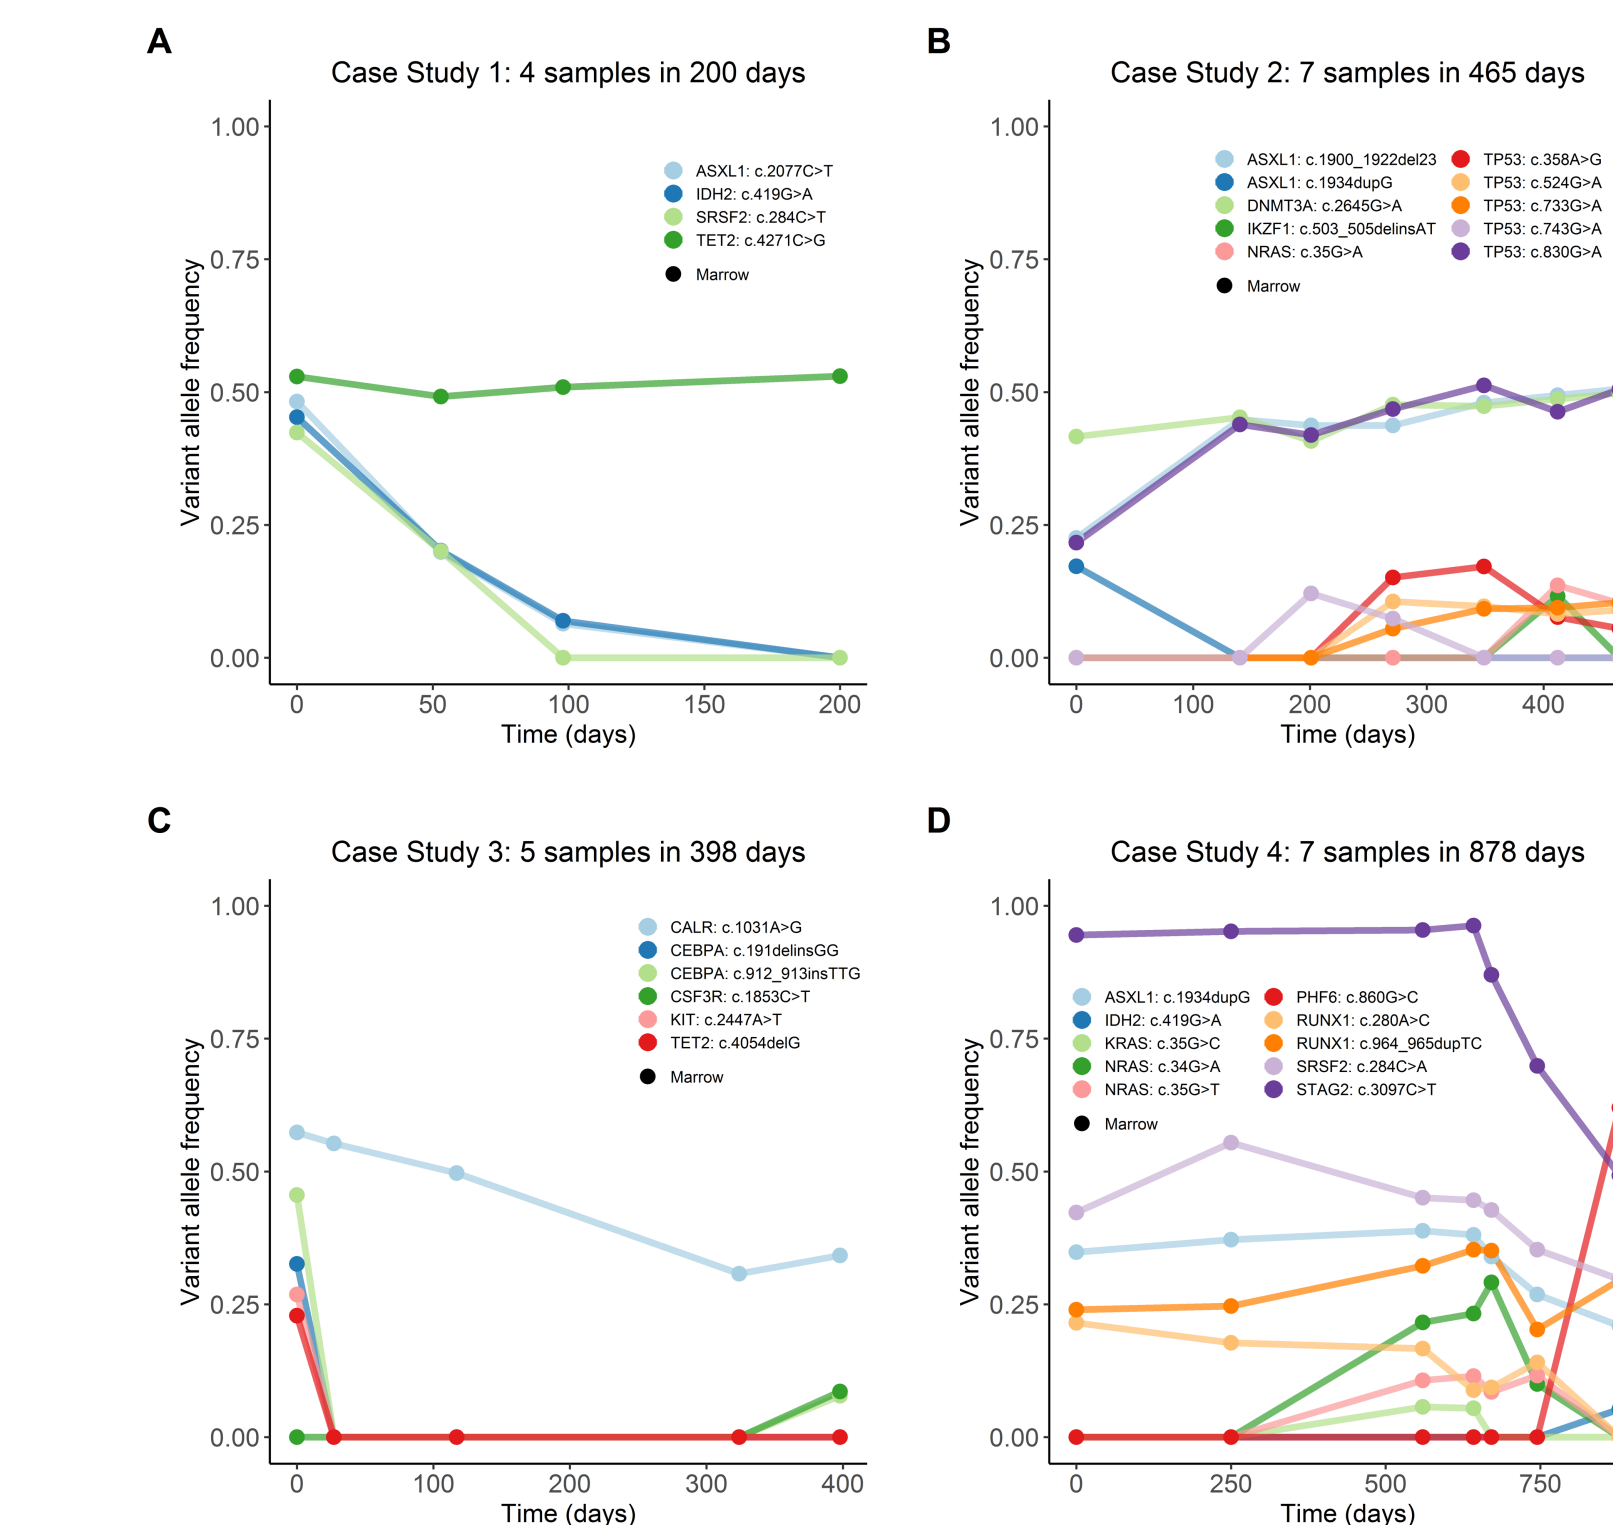 A
Case Study 1: 4 samples in 200 days
Variant allele frequency
1.00
0.75
0.50
0.25
0.00
ASXL1: c.2077C>T
IDH2: c.419G>A
SRSF2: c.284C>T
TET2: c.4271C>G
Marrow
0 50 100 150 200
Time (days)
B
Case Study 2: 7 samples in 465 days
Variant allele frequency
1.00
0.75
0.50
0.25
0.00
ASXL1: c.1900_1922del23
ASXL1: c.1934dupG
DNMT3A: c.2645G>A
IKZF1: c.503_505delinsAT
NRAS: c.35G>A
TP53: c.358A>G
TP53: c.524G>A
TP53: c.733G>A
TP53: c.743G>A
TP53: c.830G>A
Marrow
0 100 200 300 400
Time (days)
C
Case Study 3: 5 samples in 398 days
Variant allele frequency
1.00
0.75
0.50
0.25
0.00
CALR: c.1031A>G
CEBPA: c.191delinsGG
CEBPA: c.912_913insTTG
CSF3R: c.1853C>T
KIT: c.2447A>T
TET2: c.4054delG
Marrow
0 100 200 300 400
Time (days)
D
Case Study 4: 7 samples in 878 days
Variant allele frequency
1.00
0.75
0.50
0.25
0.00
ASXL1: c.1934dupG
IDH2: c.419G>A
KRAS: c.35G>C
NRAS: c.34G>A
NRAS: c.35G>T
PHF6: c.860G>C
RUNX1: c.280A>C
RUNX1: c.964_965dupTC
SRSF2: c.284C>A
STAG2: c.3097C>T
Marrow
0 250 500 750
Time (days)